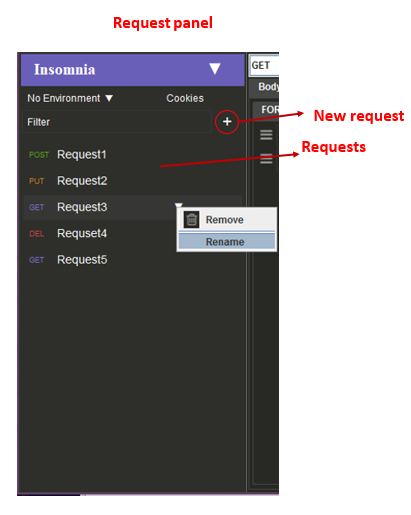 Request panel
Insomnia ▼
No Environment ▼ Cookies
Filter +
New request
POST Request1
Requests
PUT Request2
GET Request3
Remove
Rename
DEL Requset4
GET Request5
GET
Body
FOR